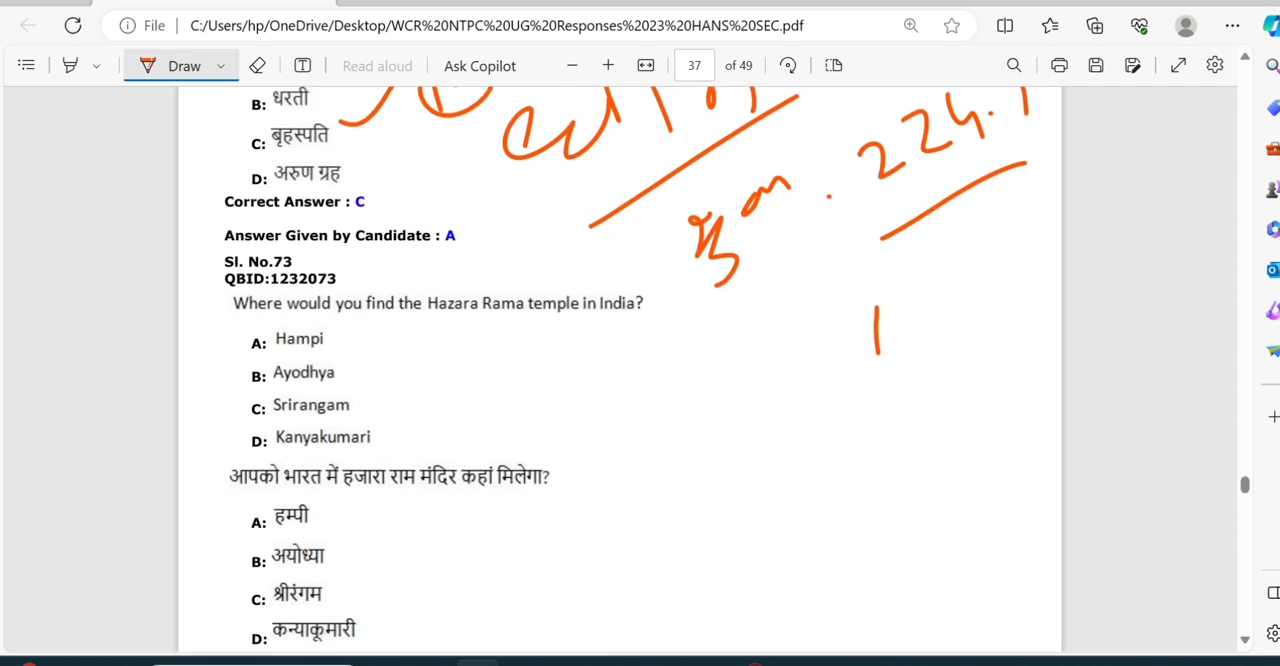 File C:/Users/hp/OneDrive/Desktop/WCR%20NTPC%20UG%20Responses%202023%20HANS%20SEC.pdf
Draw Read aloud Ask Copilot 37 of 49
B: धरती
C: बृहस्पति
D: अरुण ग्रह
224.1
Correct Answer : C
Answer Given by Candidate : A
Sl. No.73
QBID:1232073
Where would you find the Hazara Rama temple in India?
A: Hampi
B: Ayodhya
C: Srirangam
D: Kanyakumari
आपको भारत में हजारा राम मंदिर कहां मिलेगा?
A: हम्पी
B: अयोध्या
C: श्रीरंगम
D: कन्याकूमारी